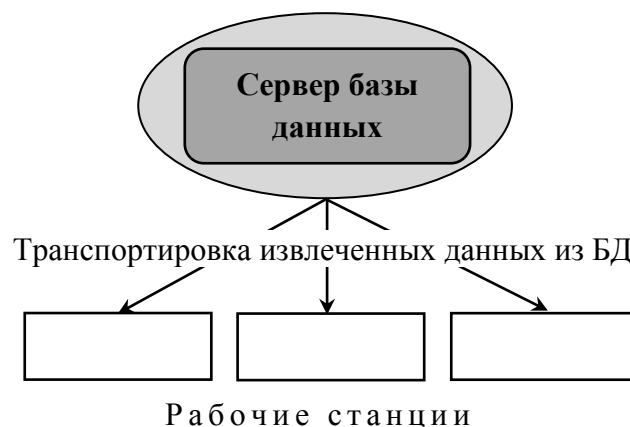 Сервер базы
данных
Транспортировка извлеченных данных из БД
Рабочие станции